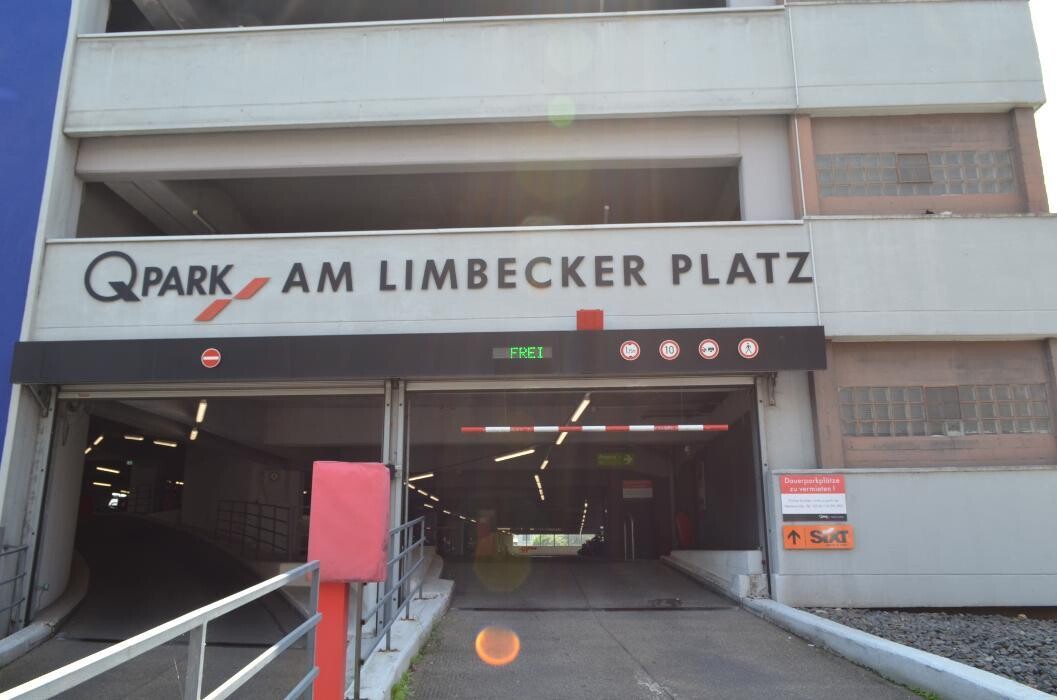 QPARK AM LIMBECKER PLATZ
FREI
10
Dauerparkplätze
zu vermieten !
SIXT